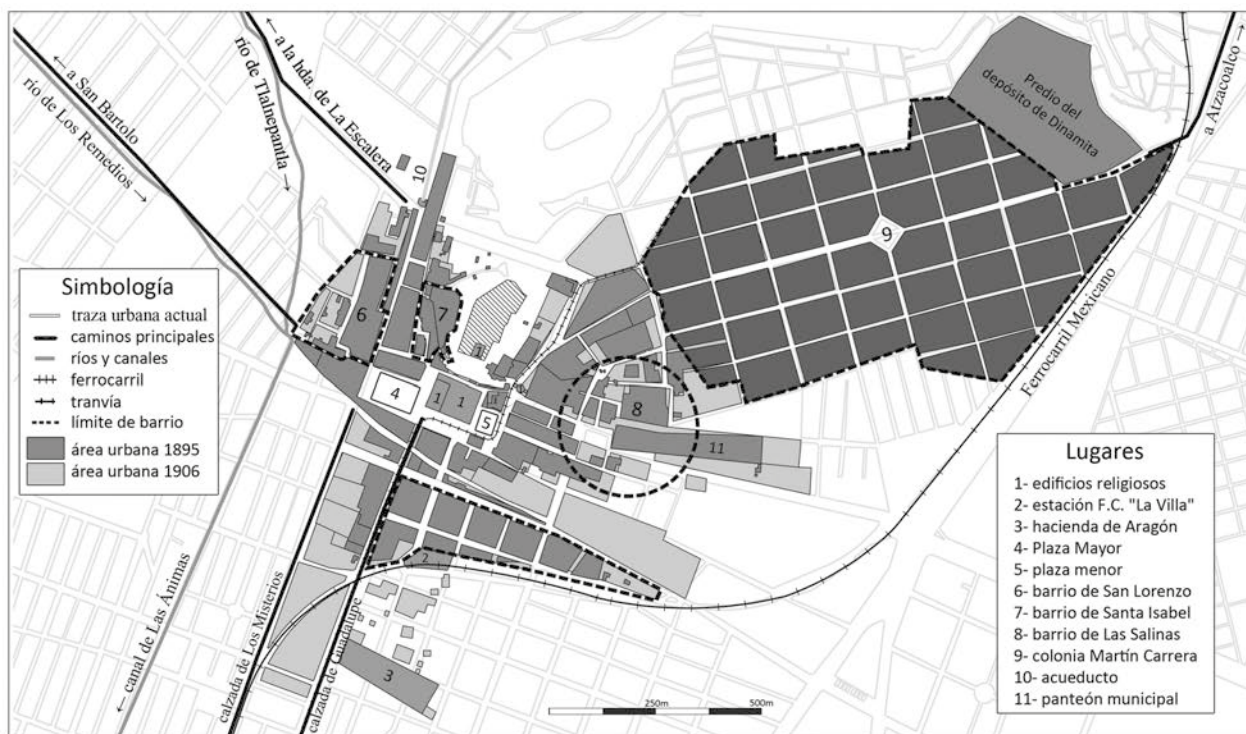 ← a San Bartolo
río de Los Remedios →
río de Tlalnepantla →
← a la hda. de La Escalera
10
Predio del
depósito de Dinamita
a Atzacoalco →
9
Ferrocarril Mexicano
6
7
1
4
1
1
5
8
11
2
3
← canal de Las Ánimas
calzada de Los Misterios
calzada de Guadalupe
Simbología
traza urbana actual
caminos principales
ríos y canales
ferrocarril
tranvía
límite de barrio
área urbana 1895
área urbana 1906
Lugares
1- edificios religiosos
2- estación F.C. "La Villa"
3- hacienda de Aragón
4- Plaza Mayor
5- plaza menor
6- barrio de San Lorenzo
7- barrio de Santa Isabel
8- barrio de Las Salinas
9- colonia Martín Carrera
10- acueducto
11- panteón municipal
250m
500m